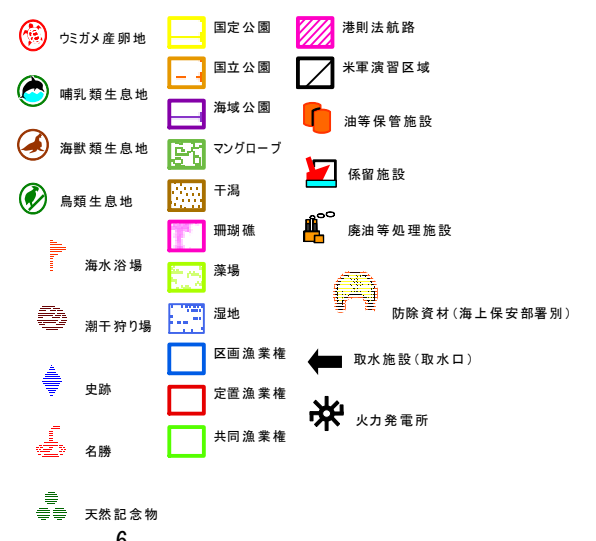 ウミガメ産卵地
哺乳類生息地
海獣類生息地
鳥類生息地
海水浴場
潮干狩り場
史跡
名勝
天然記念物
国定公園
国立公園
海域公園
マングローブ
干潟
珊瑚礁
藻場
湿地
区画漁業権
定置漁業権
共同漁業権
港則法航路
米軍演習区域
油等保管施設
係留施設
廃油等処理施設
防除資材(海上保安部署別)
取水施設(取水口)
火力発電所
6